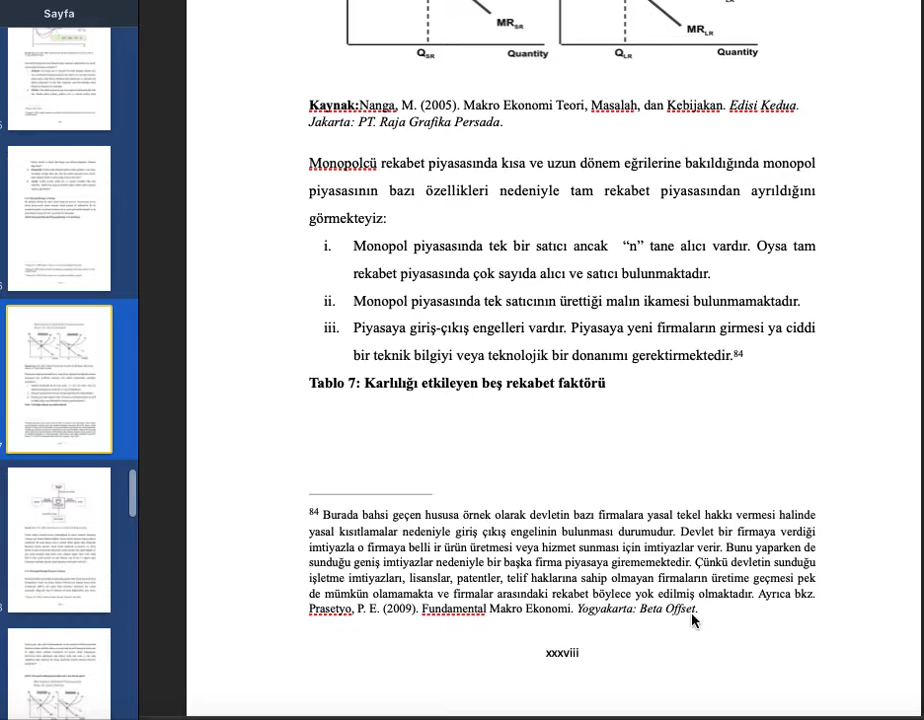 Sayfa
MR SR
MR LR
Q SR Quantity Q LR Quantity
Kaynak:Nanga, M. (2005). Makro Ekonomi Teori, Masalah, dan Kebijakan. Edisi Kedua.
Jakarta: PT. Raja Grafika Persada.
Monopolcü rekabet piyasasında kısa ve uzun dönem eğrilerine bakıldığında monopol
piyasasının bazı özellikleri nedeniyle tam rekabet piyasasından ayrıldığını
görmekteyiz:
i. Monopol piyasasında tek bir satıcı ancak “n” tane alıcı vardır. Oysa tam
rekabet piyasasında çok sayıda alıcı ve satıcı bulunmaktadır.
ii. Monopol piyasasında tek satıcının ürettiği malın ikamesi bulunmamaktadır.
iii. Piyasaya giriş-çıkış engelleri vardır. Piyasaya yeni firmaların girmesi ya ciddi
bir teknik bilgiyi veya teknolojik bir donanımı gerektirmektedir.84
Tablo 7: Karlılığı etkileyen beş rekabet faktörü
84 Burada bahsi geçen hususa örnek olarak devletin bazı firmalara yasal tekel hakkı vermesi halinde
yasal kısıtlamalar nedeniyle giriş çıkış engelinin bulunması durumudur. Devlet bir firmaya verdiği
imtiyazla o firmaya belli ir ürün üretmesi veya hizmet sunması için imtiyazlar verir. Bunu yaparken de
sunduğu geniş imtiyazlar nedeniyle bir başka firma piyasaya girememektedir. Çünkü devletin sunduğu
işletme imtiyazları, lisanslar, patentler, telif haklarına sahip olmayan firmaların üretime geçmesi pek
de mümkün olamamakta ve firmalar arasındaki rekabet böylece yok edilmiş olmaktadır. Ayrıca bkz.
Prasetyo, P. E. (2009). Fundamental Makro Ekonomi. Yogyakarta: Beta Offset.
xxxviii